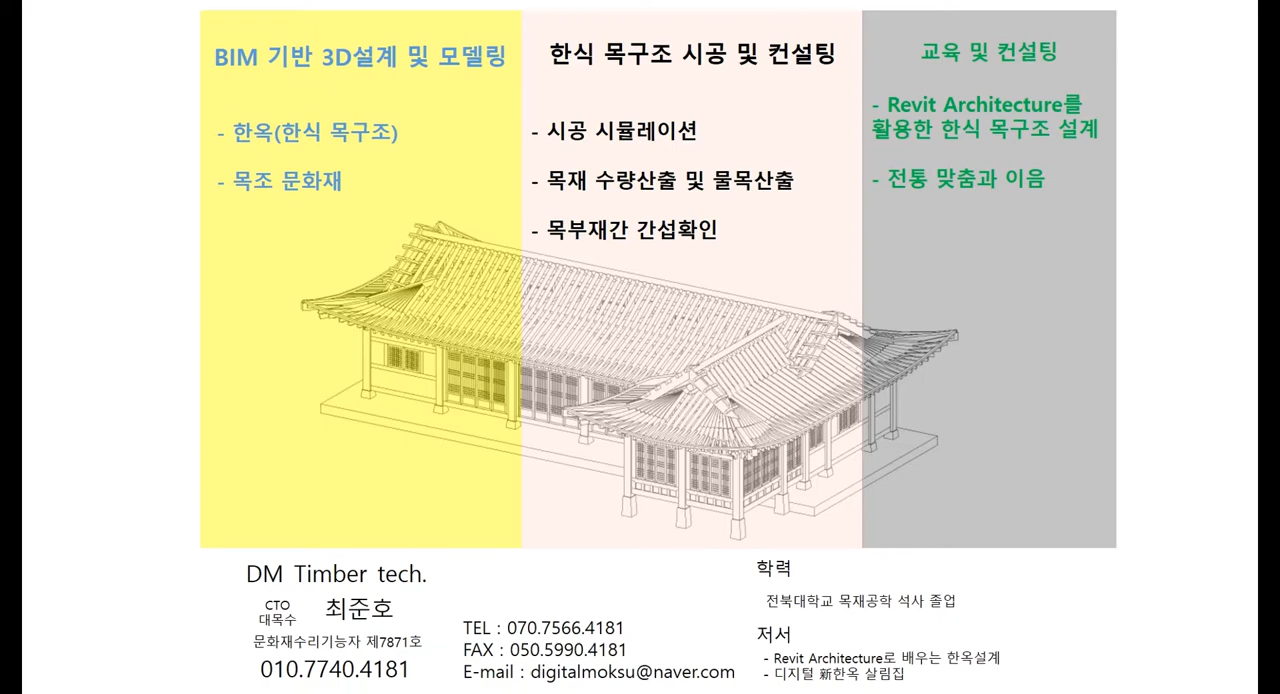 BIM 기반 3D설계 및 모델링
- 한옥(한식 목구조)
- 목조 문화재
한식 목구조 시공 및 컨설팅
- 시공 시뮬레이션
- 목재 수량산출 및 물목산출
- 목부재간 간섭확인
교육 및 컨설팅
- Revit Architecture를
활용한 한식 목구조 설계
- 전통 맞춤과 이음
DM Timber tech.
CTO
대목수
최준호
문화재수리기능자 제7871호
010.7740.4181
TEL : 070.7566.4181
FAX : 050.5990.4181
E-mail : digitalmoksu@naver.com
학력
전북대학교 목재공학 석사 졸업
저서
- Revit Architecture로 배우는 한옥설계
- 디지털 新한옥 살림집